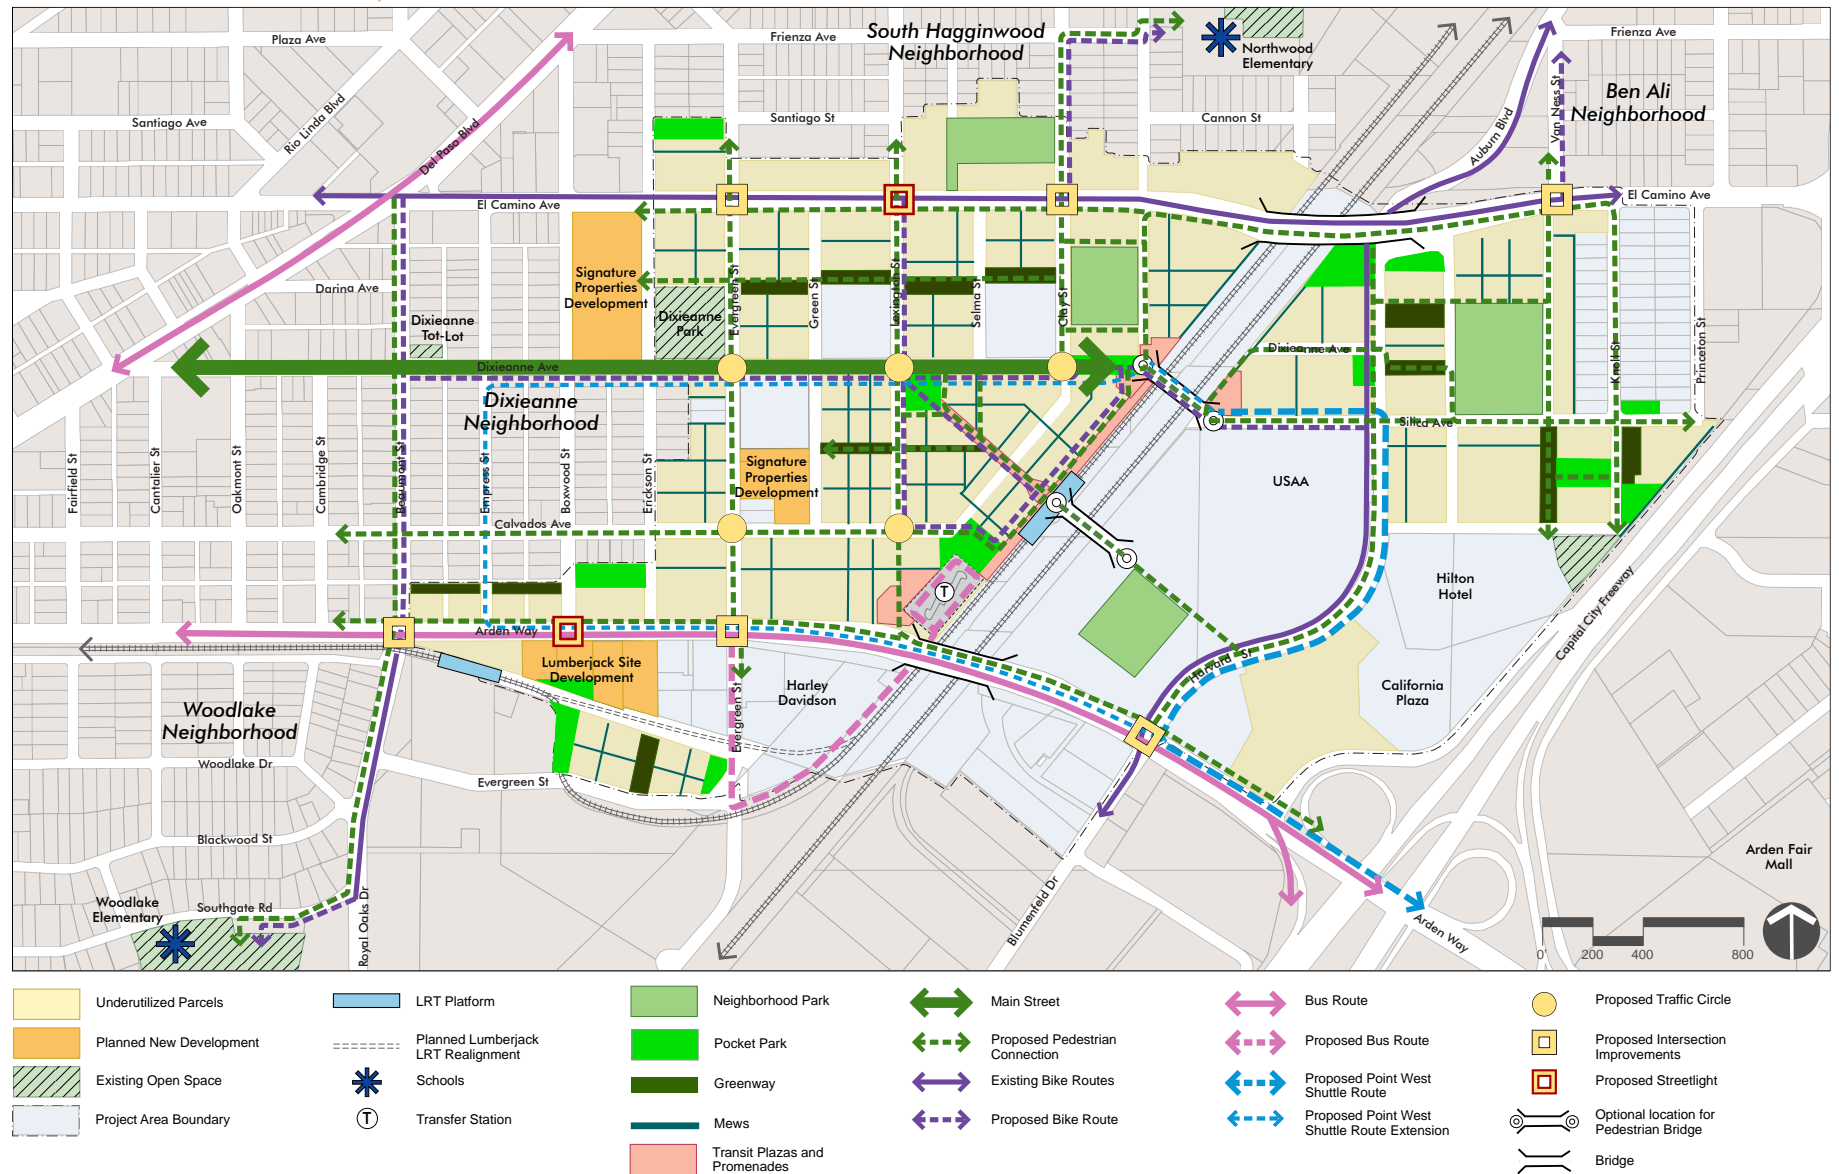 Plaza Ave
Frienza Ave
South Hagginwood
Neighborhood
Northwood
Elementary
Frienza Ave
Ben Ali
Neighborhood
Santiago Ave
Rio Linda Blvd
Del Paso Blvd
Santiago St
Cannon St
Auburn Blvd
Van Ness St
El Camino Ave
El Camino Ave
Signature
Properties
Development
Darina Ave
Dixieanne
Tot-Lot
Dixieanne
Park
Evergreen St
Green St
Lexington St
Selma St
Clay St
Dixieanne Ave
Knoll St
Princeton St
Dixieanne Ave
Dixieanne
Neighborhood
Silica Ave
Fairfield St
Cantalier St
Oakmont St
Cambridge St
Beaumont St
Empress St
Boxwood St
Erickson St
Signature
Properties
Development
USAA
Calvados Ave
T
Hilton
Hotel
Capital City Freeway
Arden Way
Lumberjack Site
Development
Harley
Davidson
Evergreen St
Harvard St
California
Plaza
Woodlake
Neighborhood
Woodlake Dr
Evergreen St
Blackwood St
Arden Fair
Mall
Woodlake
Elementary
Southgate Rd
Royal Oaks Dr
Blumenfeld Dr
Arden Way
0'
200
400
800
Underutilized Parcels
Planned New Development
Existing Open Space
Project Area Boundary
LRT Platform
Planned Lumberjack
LRT Realignment
Schools
T
Transfer Station
Neighborhood Park
Pocket Park
Greenway
Mews
Transit Plazas and
Promenades
Main Street
Proposed Pedestrian
Connection
Existing Bike Routes
Proposed Bike Route
Bus Route
Proposed Bus Route
Proposed Point West
Shuttle Route
Proposed Point West
Shuttle Route Extension
Proposed Traffic Circle
Proposed Intersection
Improvements
Proposed Streetlight
Optional location for
Pedestrian Bridge
Bridge